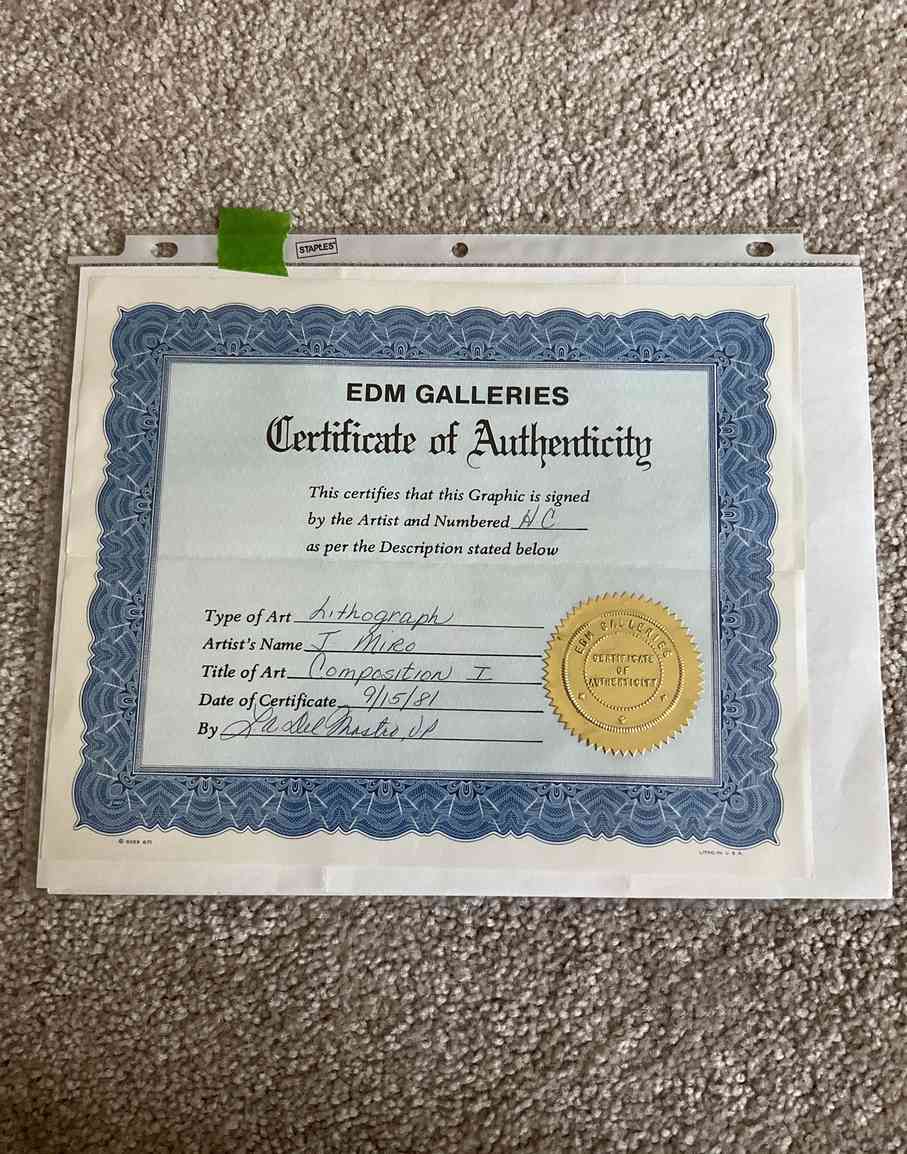 STAPLES
EDM GALLERIES
Certificate of Authenticity
This certifies that this Graphic is signed
by the Artist and Numbered H C
as per the Description stated below
Type of Art Lithograph
Artist's Name J. Miro
Title of Art Composition I
Date of Certificate 9/15/81
By
EDM GALLERIES
CERTIFICATE
OF
AUTHENTICITY
LITHO IN U.S.A.